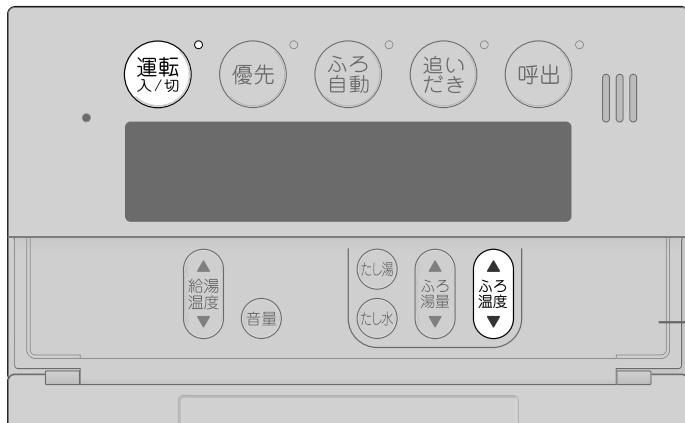 運転
入/切
優先
ふろ
自動
追い
だき
呼出
▲
給湯
温度
▼
音量
たし湯
たし水
▲
ふろ
湯量
▼
▲
ふろ
温度
▼